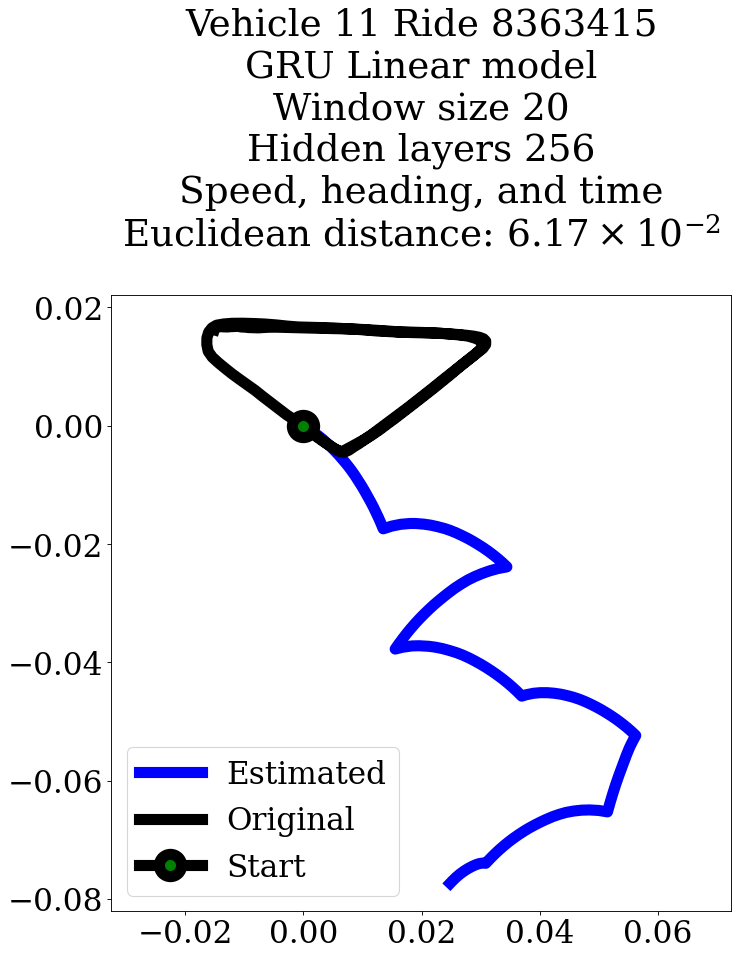 Vehicle 11 Ride 8363415
GRU Linear model
Window size 20
Hidden layers 256
Speed, heading, and time
Euclidean distance: 6.17 × 10⁻²
0.02
0.00
−0.02
−0.04
−0.06
−0.08
Estimated
Original
Start
−0.02 0.00 0.02 0.04 0.06